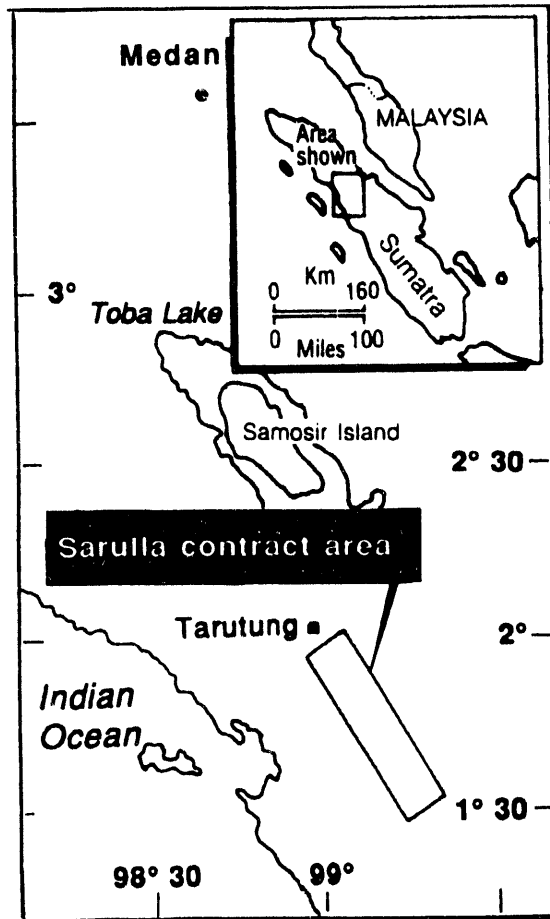 Medan
MALAYSIA
Area
shown
Sumatra
Km
0 160
0 100
Miles
3°
Toba Lake
Samosir Island
2° 30
Sarulla contract area
Tarutung
2°
Indian
Ocean
1° 30
98° 30
99°